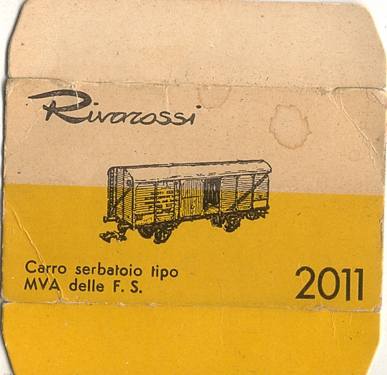 Rivarossi
Carro serbatoio tipo
MVA delle F. S.
2011